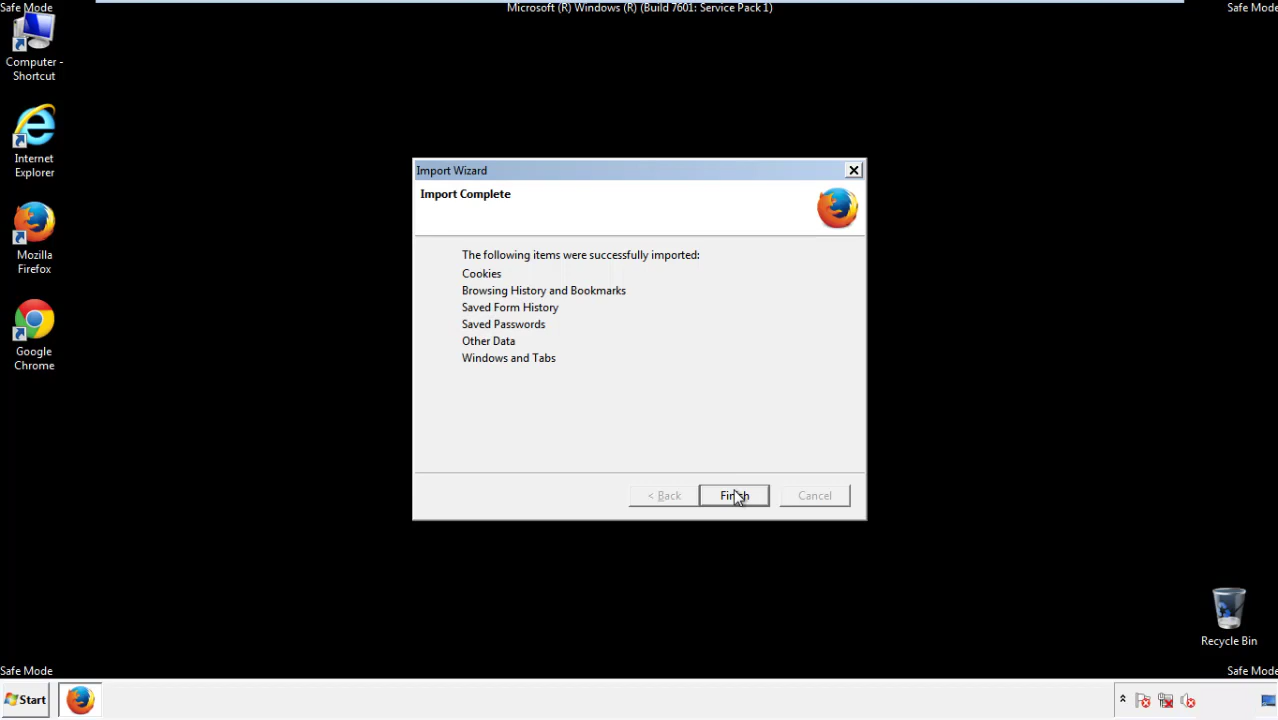 Safe Mode
Microsoft (R) Windows (R) (Build 7601: Service Pack 1)
Safe Mode
Computer -
Shortcut
Internet
Explorer
Mozilla
Firefox
Google
Chrome
Import Wizard
Import Complete
The following items were successfully imported:
Cookies
Browsing History and Bookmarks
Saved Form History
Saved Passwords
Other Data
Windows and Tabs
< Back
Finish
Cancel
Recycle Bin
Safe Mode
Safe Mode
Start